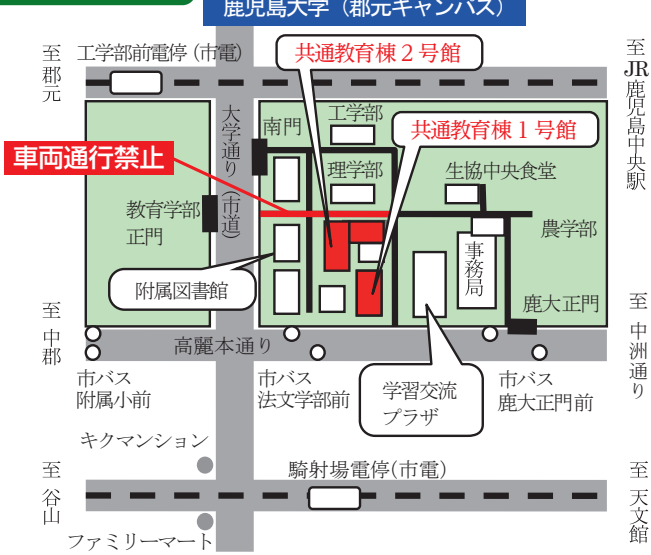 鹿児島大学（郡元キャンパス）
至 郡元
工学部前電停（市電）
共通教育棟２号館
至 JR鹿児島中央駅
大学通り（市道）
南門
工学部
共通教育棟１号館
車両通行禁止
理学部
生協中央食堂
教育学部
正門
農学部
事務局
附属図書館
鹿大正門
至 中郡
高麗本通り
至 中洲通り
市バス
附属小前
市バス
法文学部前
学習交流
プラザ
市バス
鹿大正門前
キクマンション
至 谷山
騎射場電停(市電)
至 天文館
ファミリーマート